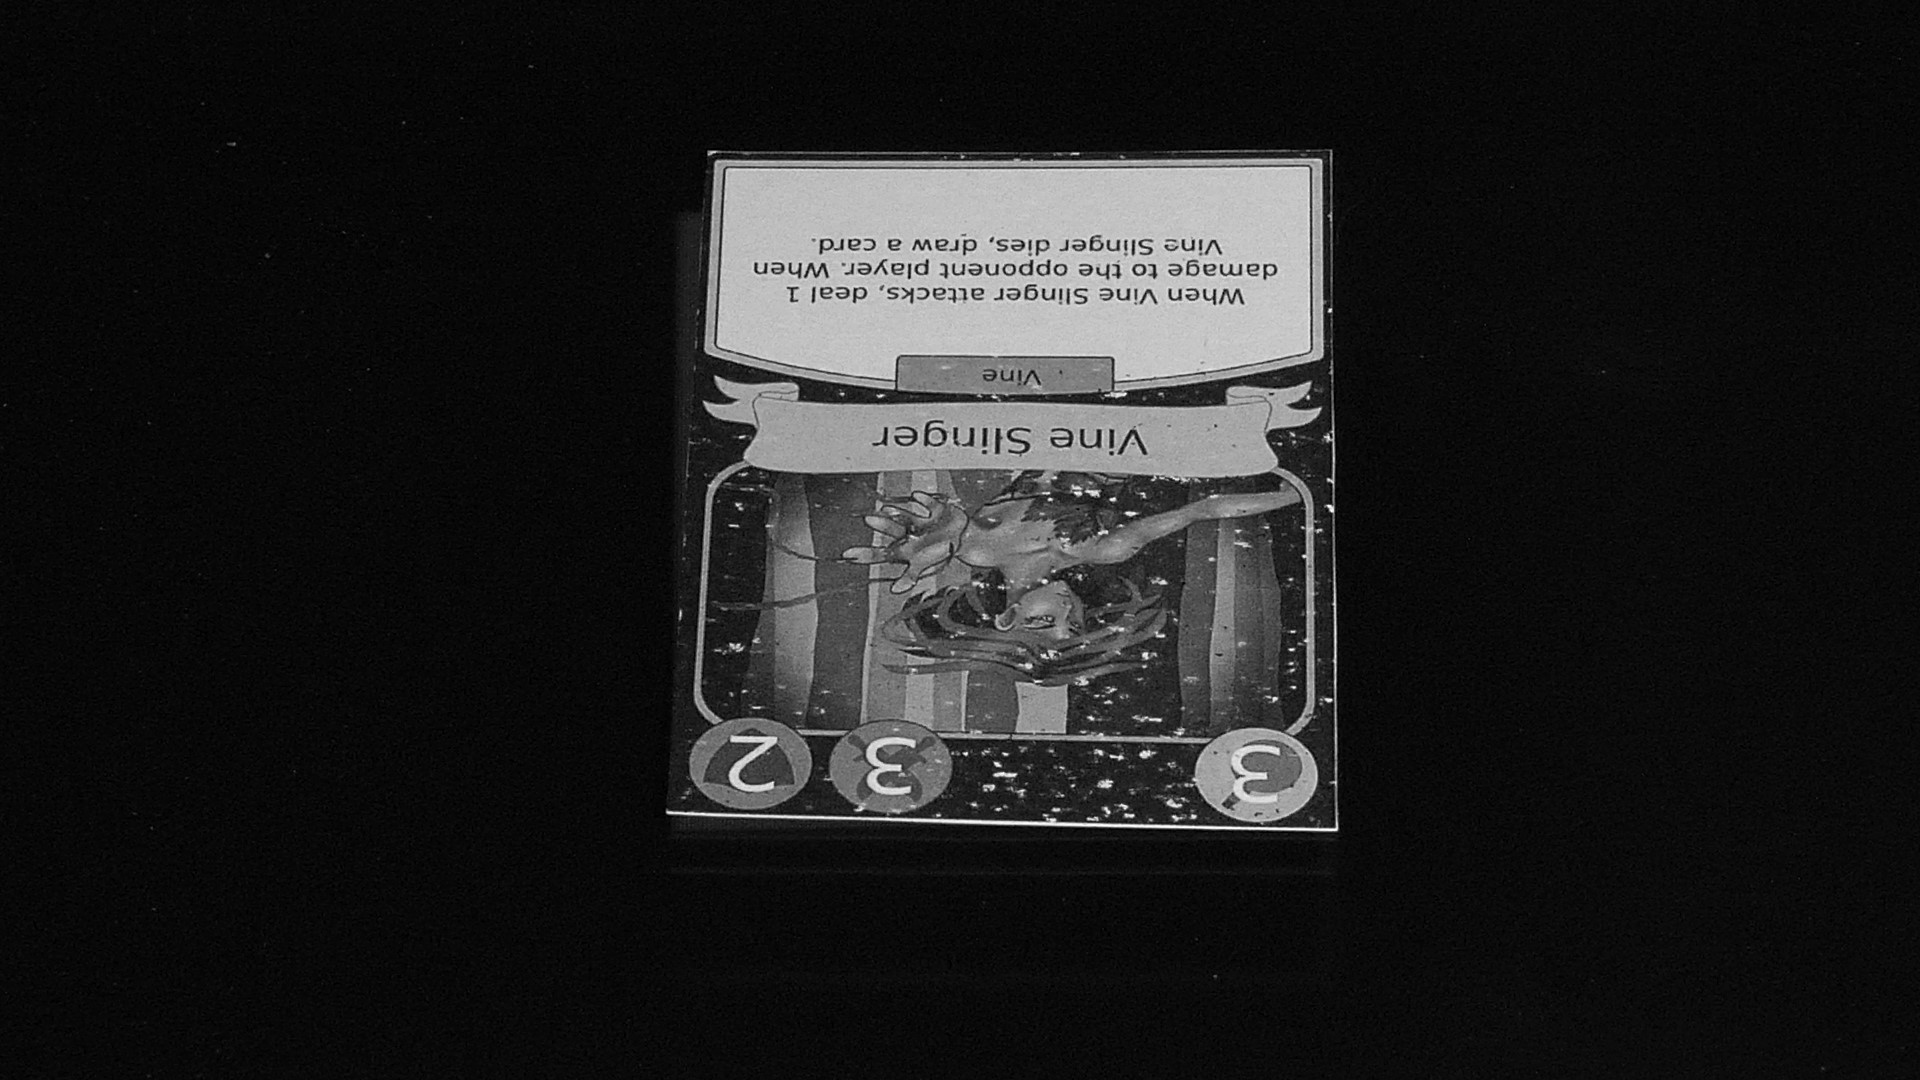 3 3 2
Vine Slinger
Vine
When Vine Slinger attacks, deal 1
damage to the opponent player. When
Vine Slinger dies, draw a card.